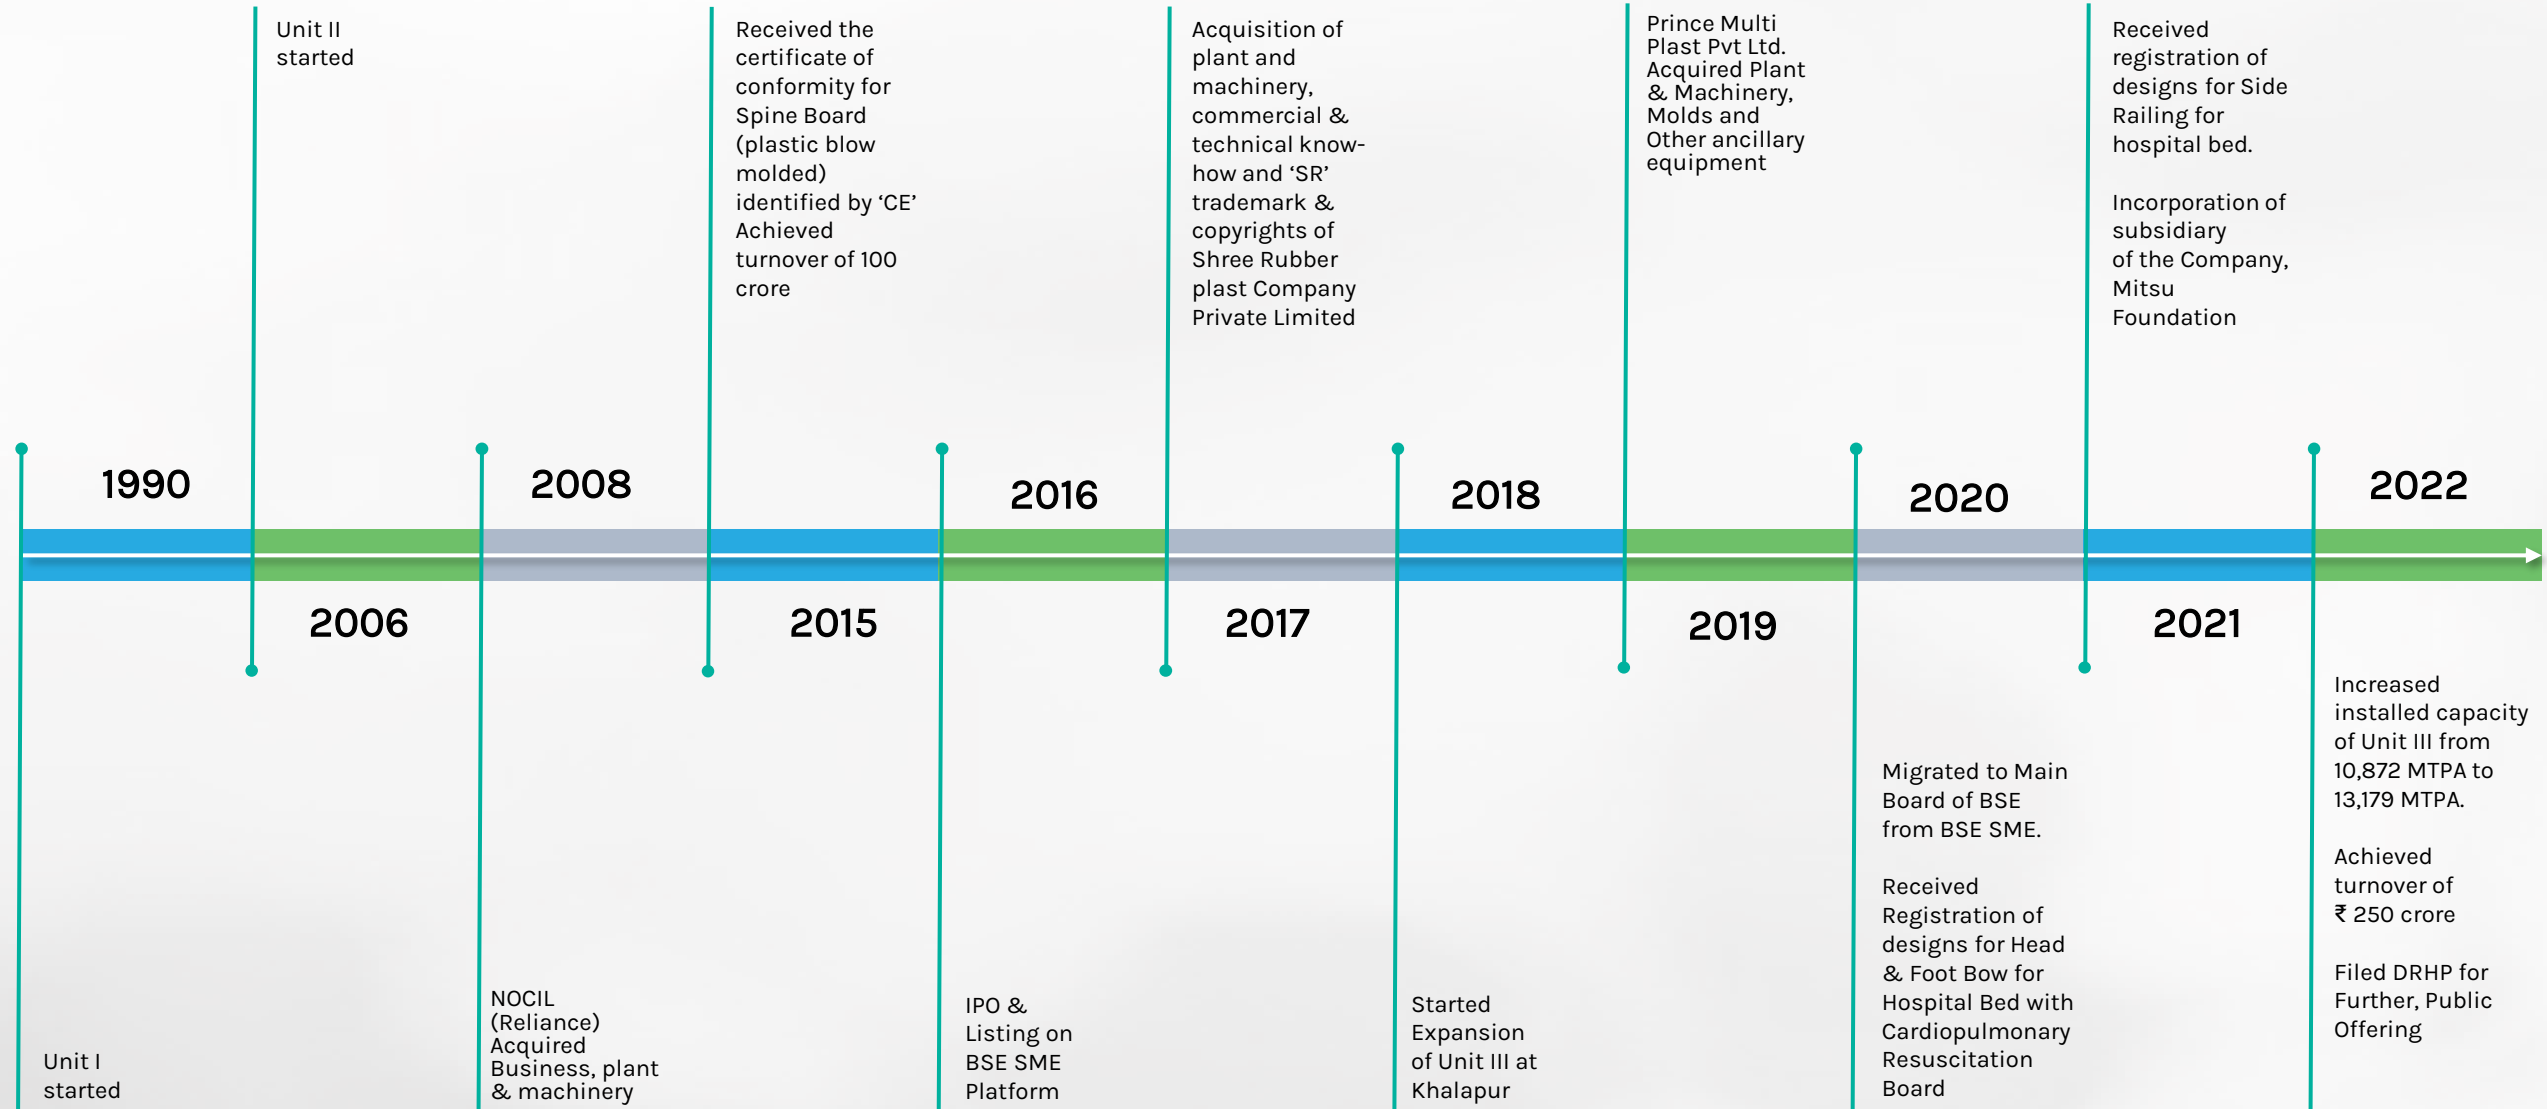 Unit II
started
Received the
certificate of
conformity for
Spine Board
(plastic blow
molded)
identified by ‘CE’
Achieved
turnover of 100
crore
Acquisition of
plant and
machinery,
commercial &
technical know-
how and ‘SR’
trademark &
copyrights of
Shree Rubber
plast Company
Private Limited
Prince Multi
Plast Pvt Ltd.
Acquired Plant
& Machinery,
Molds and
Other ancillary
equipment
Received
registration of
designs for Side
Railing for
hospital bed.
Incorporation of
subsidiary
of the Company,
Mitsu
Foundation
1990
2008
2016
2018
2020
2022
2006
2015
2017
2019
2021
Unit I
started
NOCIL
(Reliance)
Acquired
Business, plant
& machinery
IPO &
Listing on
BSE SME
Platform
Started
Expansion
of Unit III at
Khalapur
Migrated to Main
Board of BSE
from BSE SME.
Received
Registration of
designs for Head
& Foot Bow for
Hospital Bed with
Cardiopulmonary
Resuscitation
Board
Increased
installed capacity
of Unit III from
10,872 MTPA to
13,179 MTPA.
Achieved
turnover of
₹ 250 crore
Filed DRHP for
Further, Public
Offering